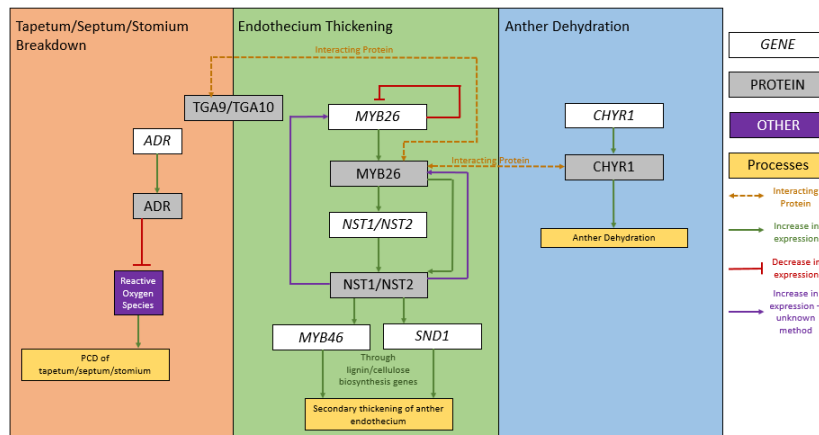 Tapetum/Septum/Stomium
Breakdown
TGA9/TGA10
ADR
ADR
Reactive
Oxygen
Species
PCD of
tapetum/septum/stomium
Endothecium Thickening
Interacting Protein
MYB26
MYB26
Interacting Protein
NST1/NST2
NST1/NST2
MYB46
SND1
Through
lignin/cellulose
biosynthesis genes
Secondary thickening of anther
endothecium
Anther Dehydration
CHYR1
CHYR1
Anther Dehydration
GENE
PROTEIN
OTHER
Processes
Interacting
Protein
Increase in
expression
Decrease in
expression
Increase in
expression -
unknown
method